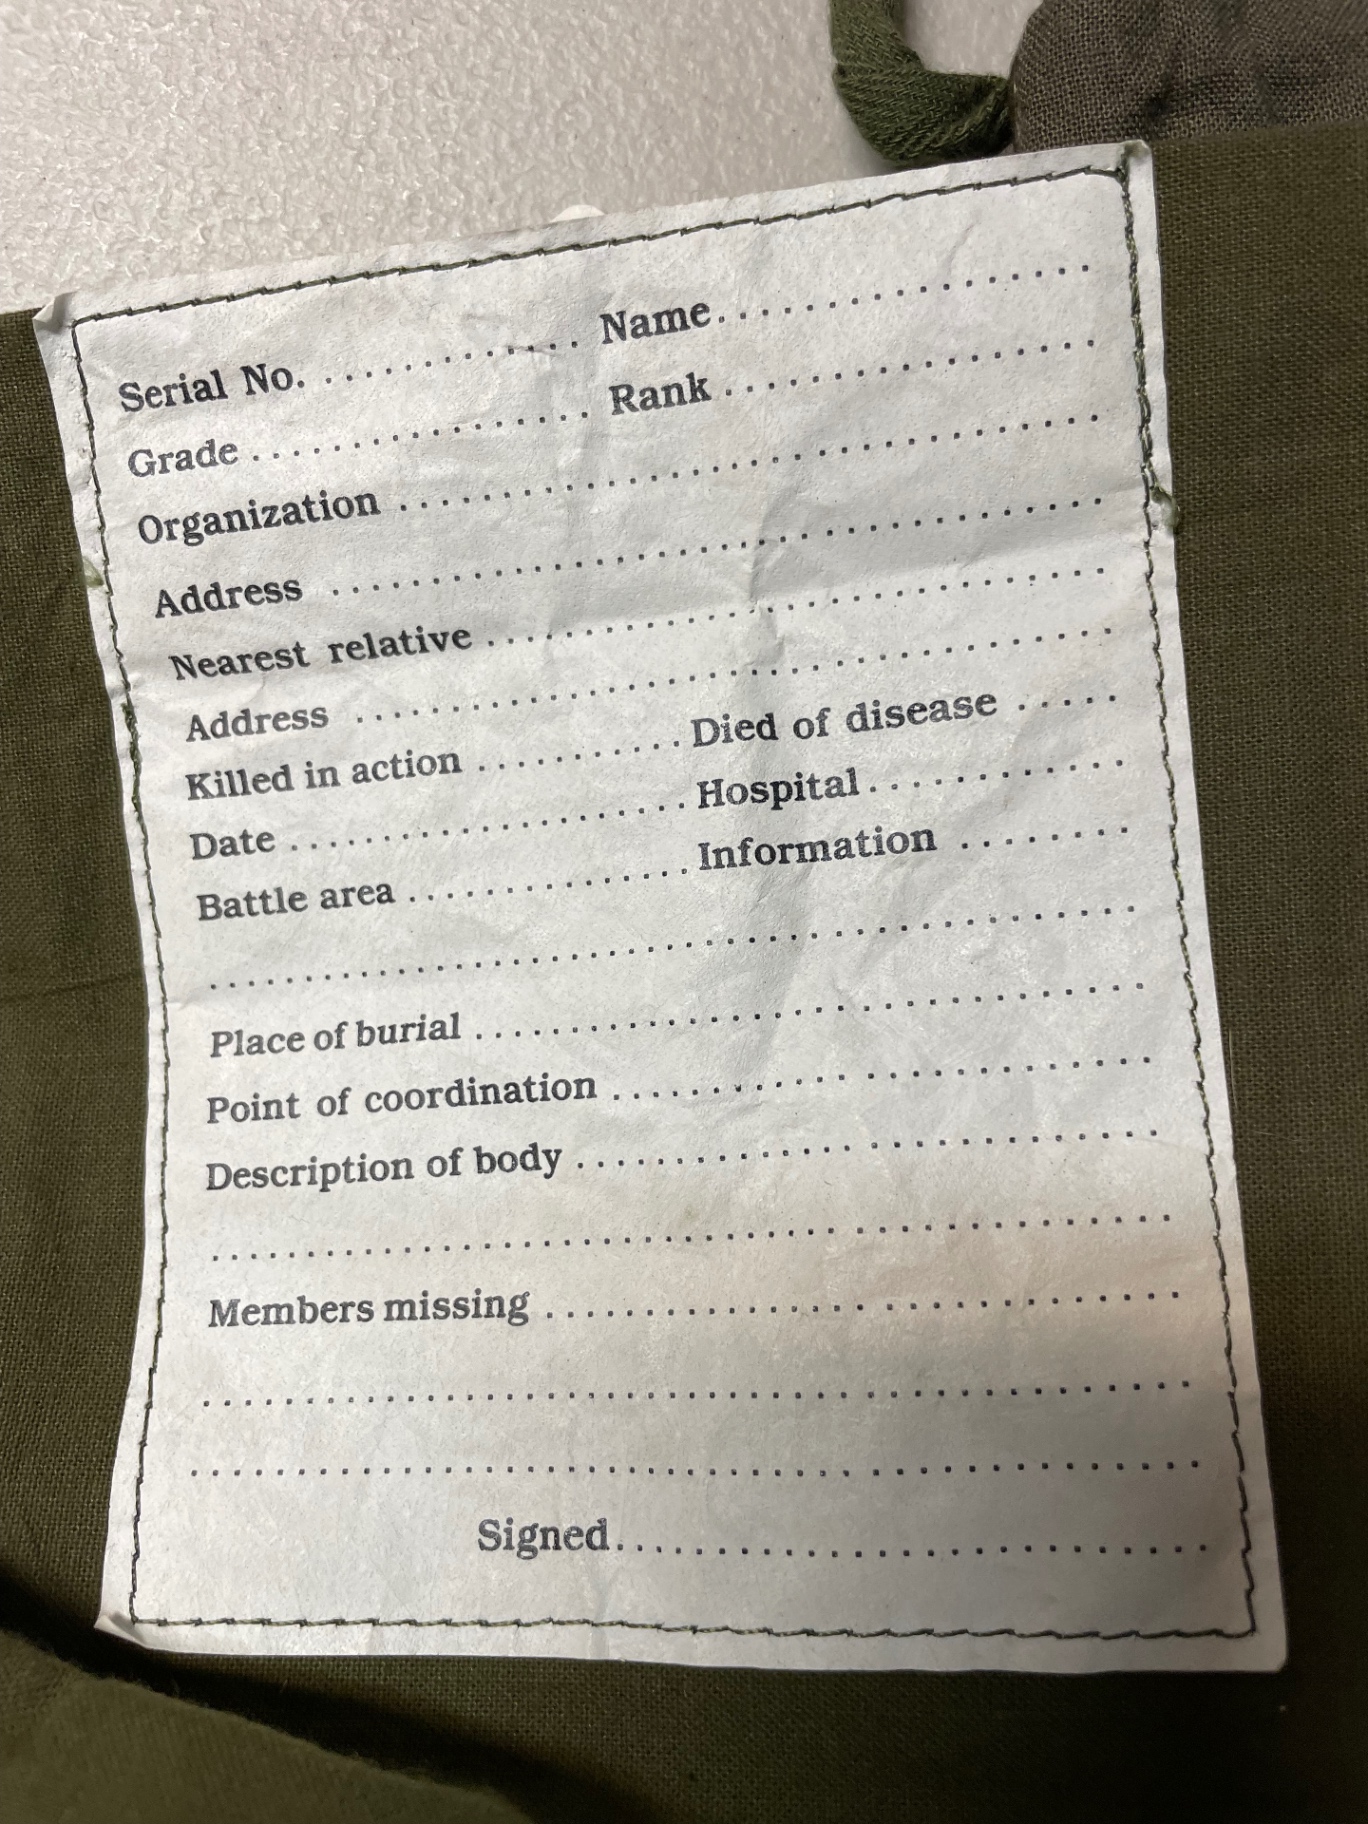 Serial No. .............. Name...................
Grade ................. Rank ...................
Organization ...................................
Address .......................................
Nearest relative ...............................
Address ......................................
Killed in action ........... Died of disease .....
Date .................... Hospital.............
Battle area .............. Information ........
..............................................
Place of burial .................................
Point of coordination ..........................
Description of body ............................
..............................................
Members missing ..............................
..............................................
..............................................
Signed.............................